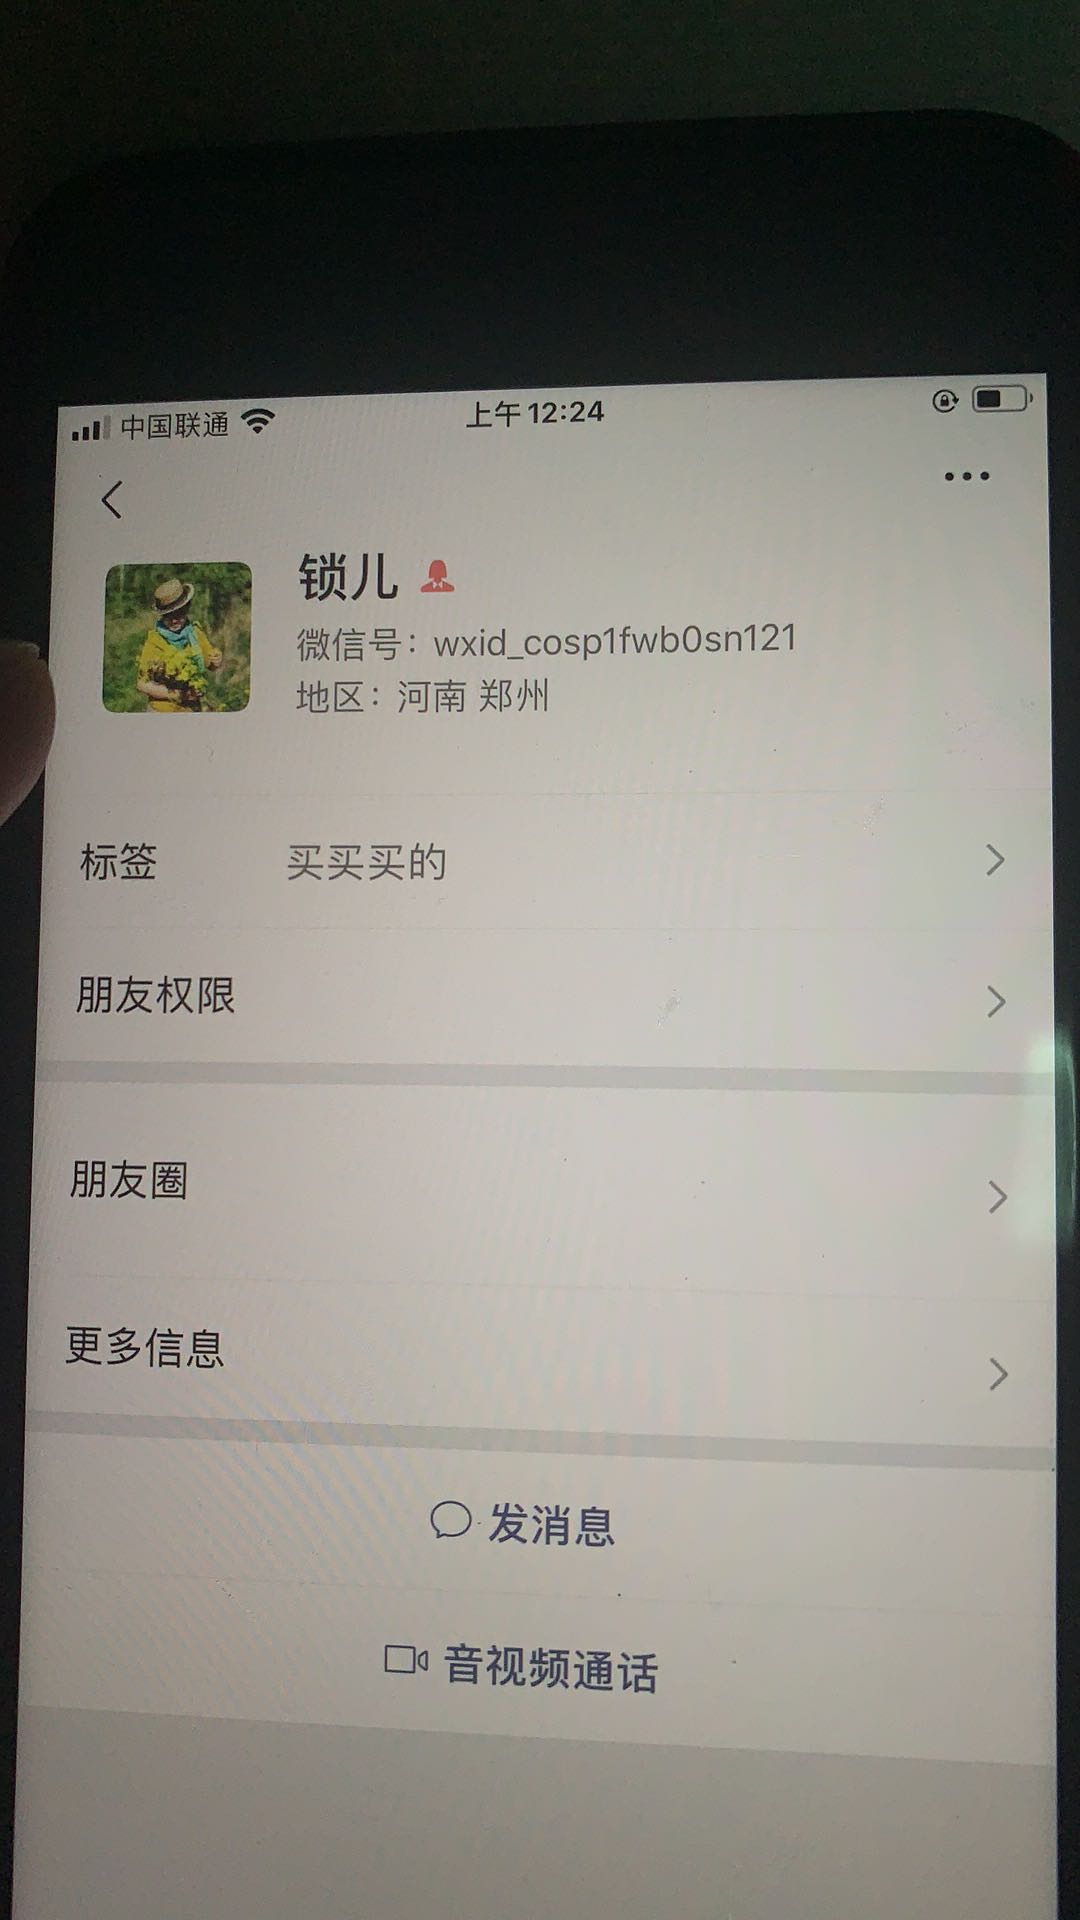 中国联通
上午12:24
锁儿
微信号：wxid_cosp1fwb0sn121
地区：河南 郑州
标签 买买买的
朋友权限
朋友圈
更多信息
发消息
音视频通话